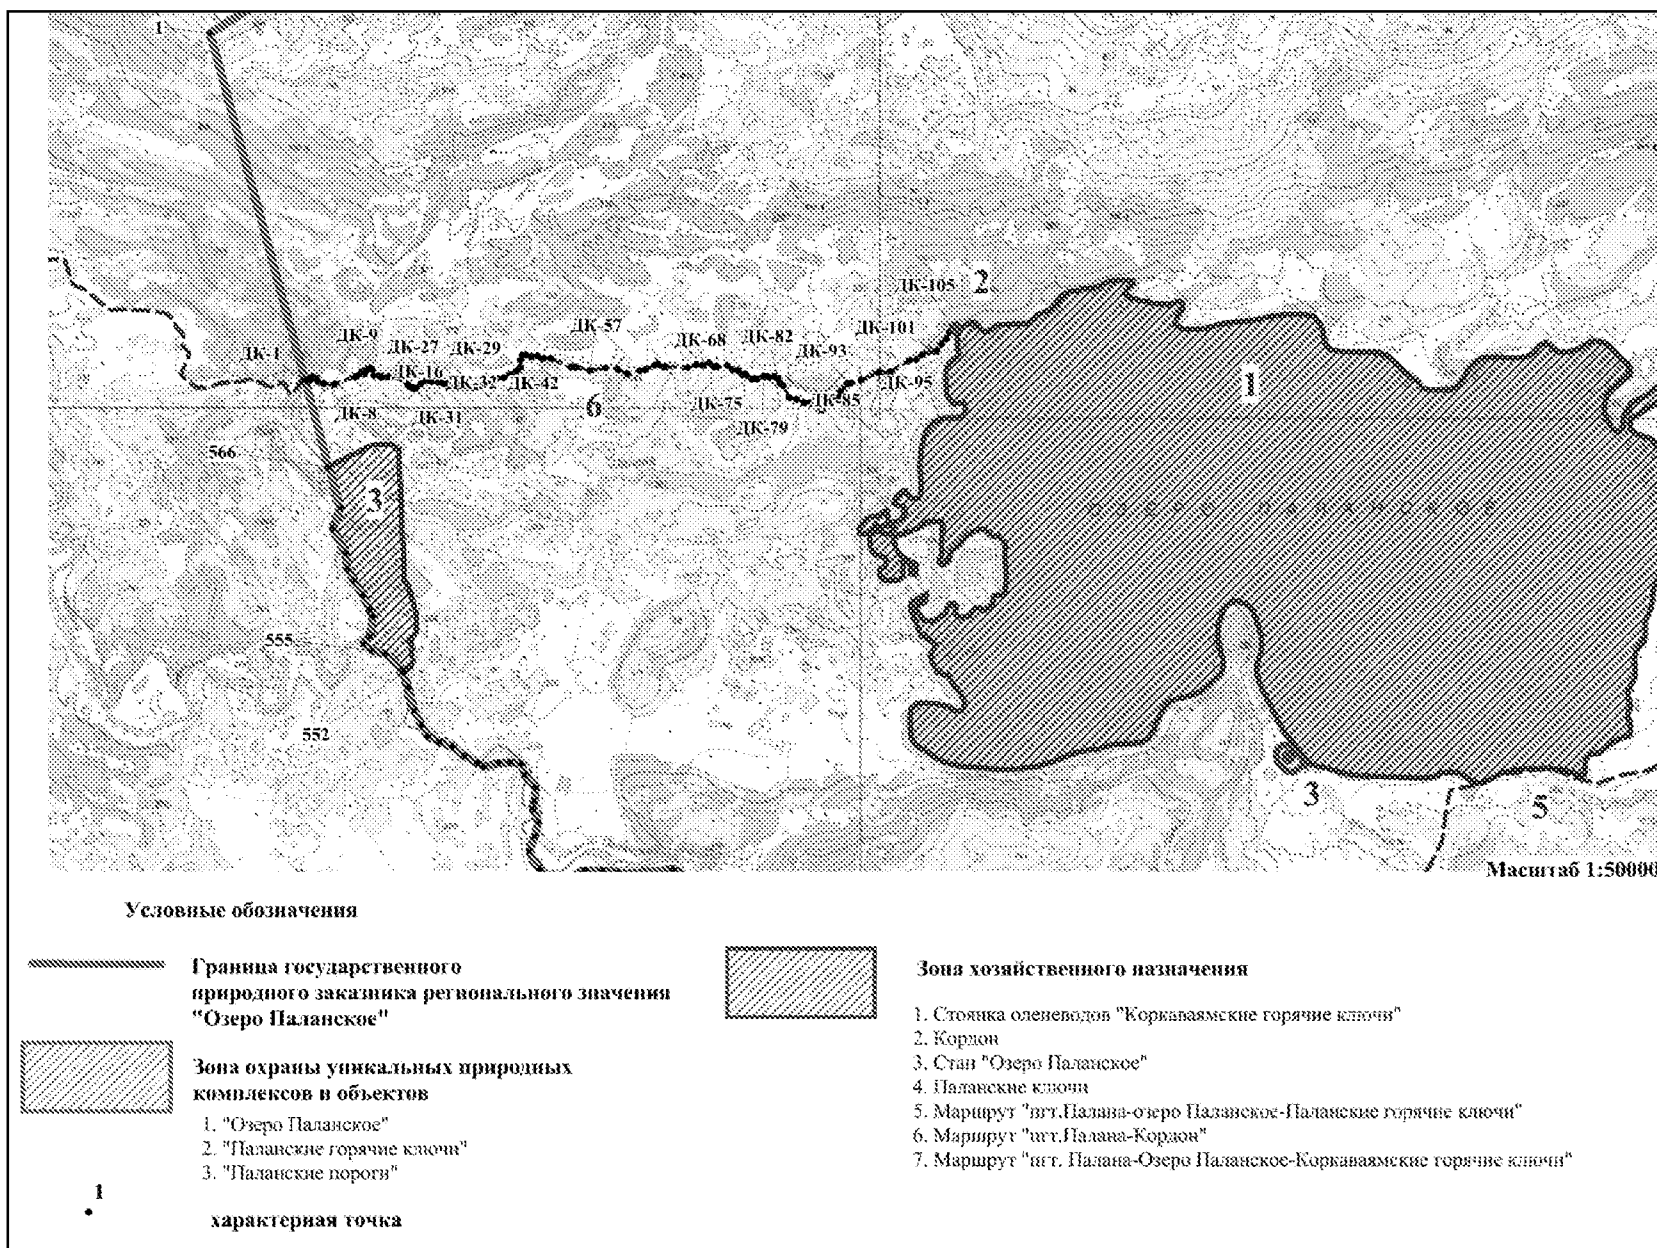 1
ДК-105
2
ДК-57
ДК-9
ДК-27
ДК-29
ДК-68
ДК-82
ДК-101
ДК-93
ДК-1
ДК-16
ДК-32
ДК-42
ДК-95
1
ДК-8
ДК-31
6
ДК-75
ДК-85
ДК-79
566
3
ОЗЕРО ПАЛАНСКОЕ
555
552
3
5
Масштаб 1:50000
Условные обозначения
Граница государственного
природного заказника регионального значения
"Озеро Паланское"
Зона охраны уникальных природных
комплексов и объектов
1. "Озеро Паланское"
2. "Паланские горячие ключи"
3. "Паланские пороги"
1
характерная точка
Зона хозяйственного назначения
1. Стоянка оленеводов "Коркаваямские горячие ключи"
2. Кордон
3. Стан "Озеро Паланское"
4. Паланские ключи
5. Маршрут "пгт.Палана-озеро Паланское-Паланские горячие ключи"
6. Маршрут "пгт.Палана-Кордон"
7. Маршрут "пгт. Палана-Озеро Паланское-Коркаваямские горячие ключи"